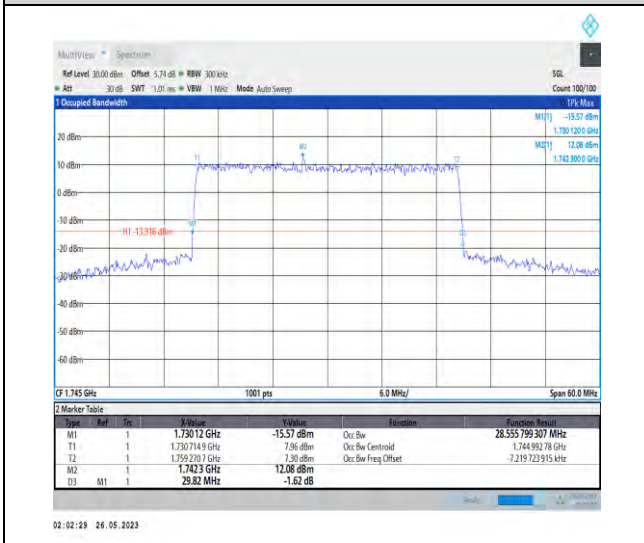 MultiView Spectrum
Ref Level 30.00 dBm Offset 5.74 dB RBW 300 kHz SGL
Att 30 dB SWT 1.01 ms VBW 1 MHz Mode Auto Sweep Count 100/100
1 Occupied Bandwidth 1Pk Max
M1[1] -15.57 dBm
1.730 120 0 GHz
M2[1] 12.08 dBm
1.742 300 0 GHz
20 dBm
M2
T1 T2
10 dBm
0 dBm
-10 dBm
H1 -13.916 dBm M1 D3
-20 dBm
-30 dBm
-40 dBm
-50 dBm
-60 dBm
CF 1.745 GHz 1001 pts 6.0 MHz/ Span 60.0 MHz
2 Marker Table
Type Ref Trc X-Value Y-Value Function Function Result
M1 1 1.73012 GHz -15.57 dBm Occ Bw 28.555 799 307 MHz
T1 1 1.730 714 9 GHz 7.96 dBm Occ Bw Centroid 1.744 992 78 GHz
T2 1 1.759 270 7 GHz 7.30 dBm Occ Bw Freq Offset -7.219 723 915 kHz
M2 1 1.7423 GHz 12.08 dBm
D3 M1 1 29.82 MHz -1.62 dB
02:02:29 26.05.2023